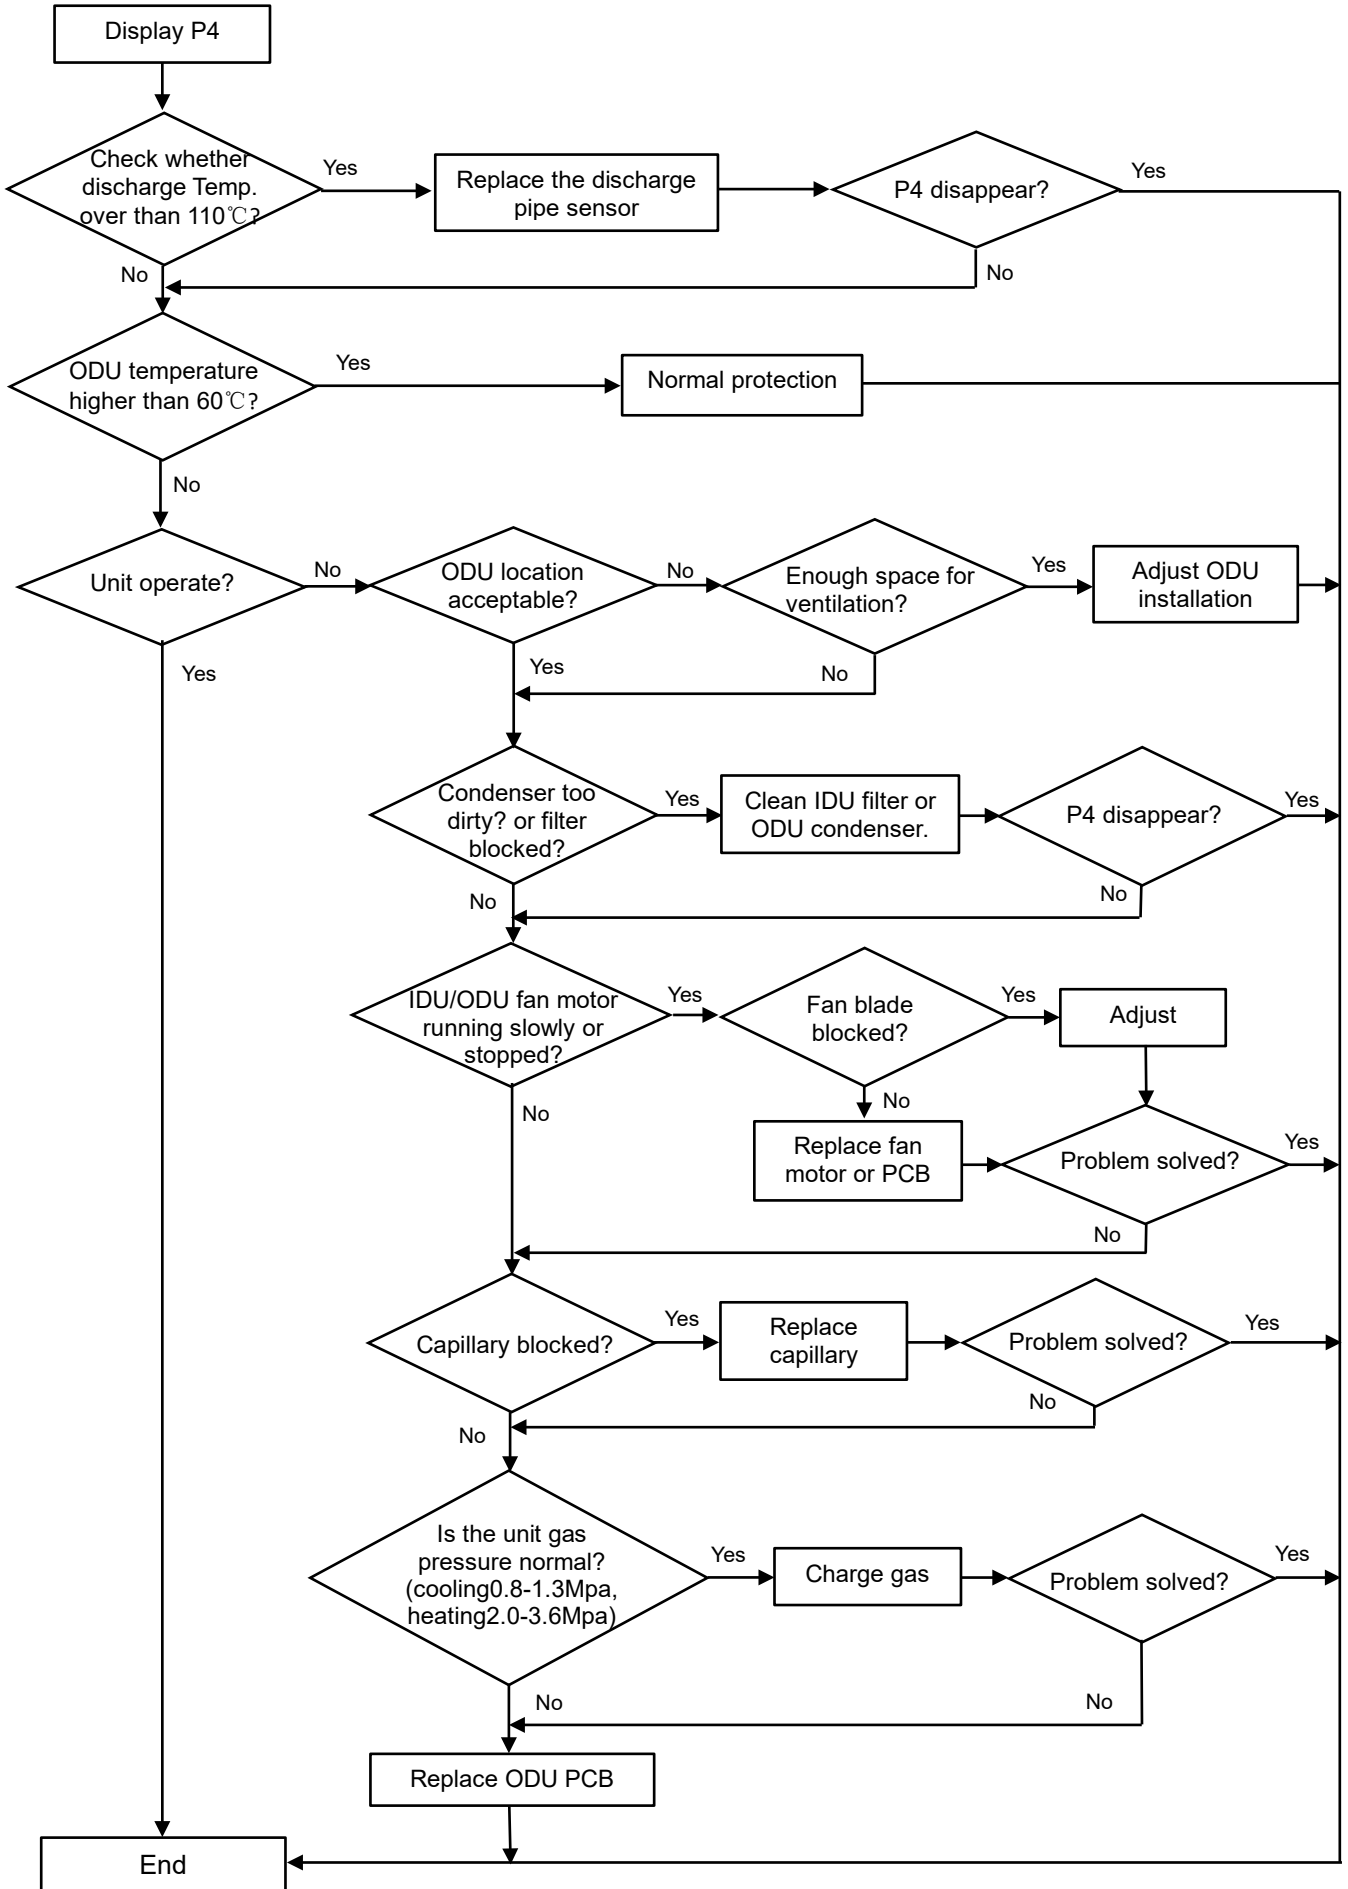 Display P4
Check whether
discharge Temp.
over than 110℃?
Yes
Replace the discharge
pipe sensor
P4 disappear?
Yes
No
No
ODU temperature
higher than 60℃?
Yes
Normal protection
No
Unit operate?
No
ODU location
acceptable?
No
Enough space for
ventilation?
Yes
Adjust ODU
installation
Yes
Yes
No
Condenser too
dirty? or filter
blocked?
Yes
Clean IDU filter or
ODU condenser.
P4 disappear?
Yes
No
No
IDU/ODU fan motor
running slowly or
stopped?
Yes
Fan blade
blocked?
Yes
Adjust
No
No
Replace fan
motor or PCB
Problem solved?
Yes
No
Capillary blocked?
Yes
Replace
capillary
Problem solved?
Yes
No
No
Is the unit gas
pressure normal?
(cooling0.8-1.3Mpa,
heating2.0-3.6Mpa)
Yes
Charge gas
Problem solved?
Yes
No
No
Replace ODU PCB
End